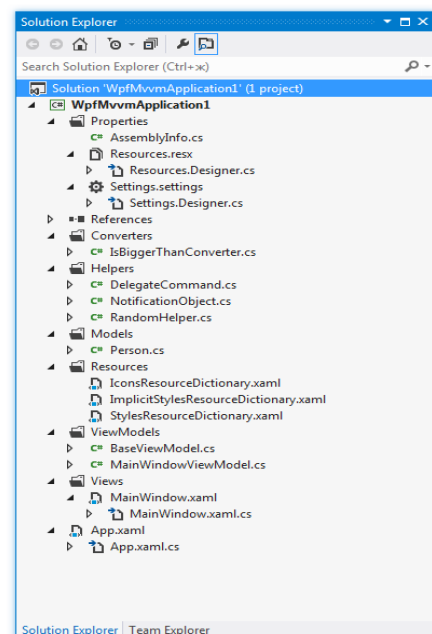 Solution Explorer
Search Solution Explorer (Ctrl+ж)
Solution 'WpfMvvmApplication1' (1 project)
C# WpfMvvmApplication1
Properties
C# AssemblyInfo.cs
Resources.resx
Resources.Designer.cs
Settings.settings
Settings.Designer.cs
References
Converters
C# IsBiggerThanConverter.cs
Helpers
C# DelegateCommand.cs
C# NotificationObject.cs
C# RandomHelper.cs
Models
C# Person.cs
Resources
IconsResourceDictionary.xaml
ImplicitStylesResourceDictionary.xaml
StylesResourceDictionary.xaml
ViewModels
C# BaseViewModel.cs
C# MainWindowViewModel.cs
Views
MainWindow.xaml
MainWindow.xaml.cs
App.xaml
App.xaml.cs
Solution Explorer Team Explorer